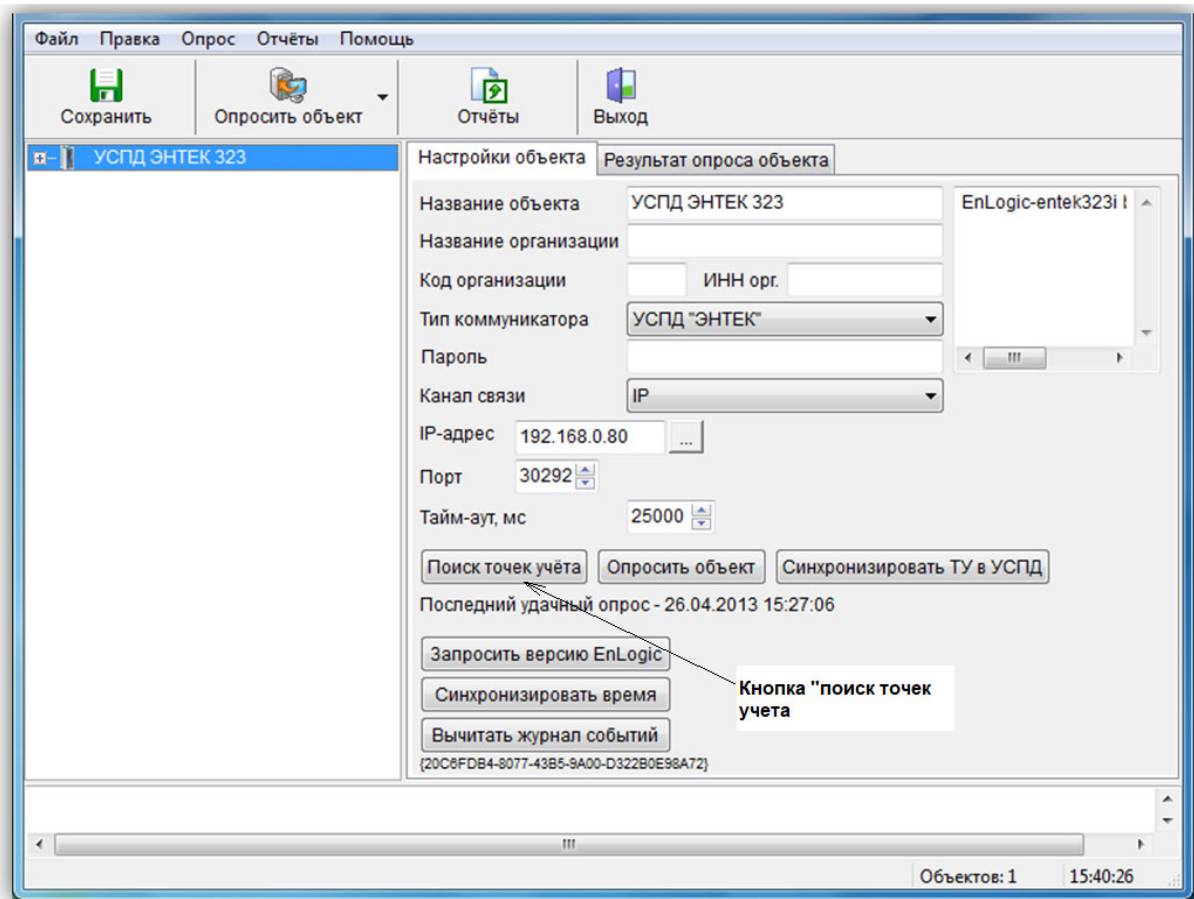 Файл Правка Опрос Отчёты Помощь
Сохранить Опросить объект Отчёты Выход
УСПД ЭНТЕК 323
Настройки объекта Результат опроса объекта
Название объекта УСПД ЭНТЕК 323 EnLogic-entek323i
Название организации
Код организации ИНН орг.
Тип коммуникатора УСПД "ЭНТЕК"
Пароль
Канал связи IP
IP-адрес 192.168.0.80 ...
Порт 30292
Тайм-аут, мс 25000
Поиск точек учёта Опросить объект Синхронизировать ТУ в УСПД
Последний удачный опрос - 26.04.2013 15:27:06
Запросить версию EnLogic
Синхронизировать время
Вычитать журнал событий
{20C6FDB4-8077-43B5-9A00-D322B0E98A72}
Кнопка "поиск точек
учета
Объектов: 1 15:40:26